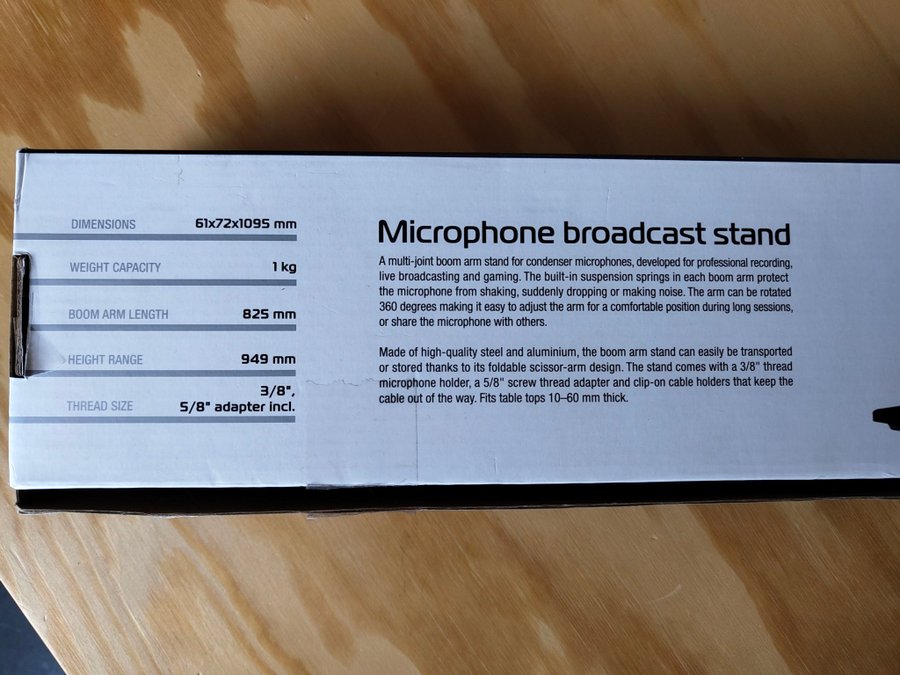 DIMENSIONS 61x72x1095 mm
WEIGHT CAPACITY 1 kg
BOOM ARM LENGTH 825 mm
HEIGHT RANGE 949 mm
THREAD SIZE 3/8",
5/8" adapter incl.
Microphone broadcast stand
A multi-joint boom arm stand for condenser microphones, developed for professional recording,
live broadcasting and gaming. The built-in suspension springs in each boom arm protect
the microphone from shaking, suddenly dropping or making noise. The arm can be rotated
360 degrees making it easy to adjust the arm for a comfortable position during long sessions,
or share the microphone with others.
Made of high-quality steel and aluminium, the boom arm stand can easily be transported
or stored thanks to its foldable scissor-arm design. The stand comes with a 3/8" thread
microphone holder, a 5/8" screw thread adapter and clip-on cable holders that keep the
cable out of the way. Fits table tops 10–60 mm thick.